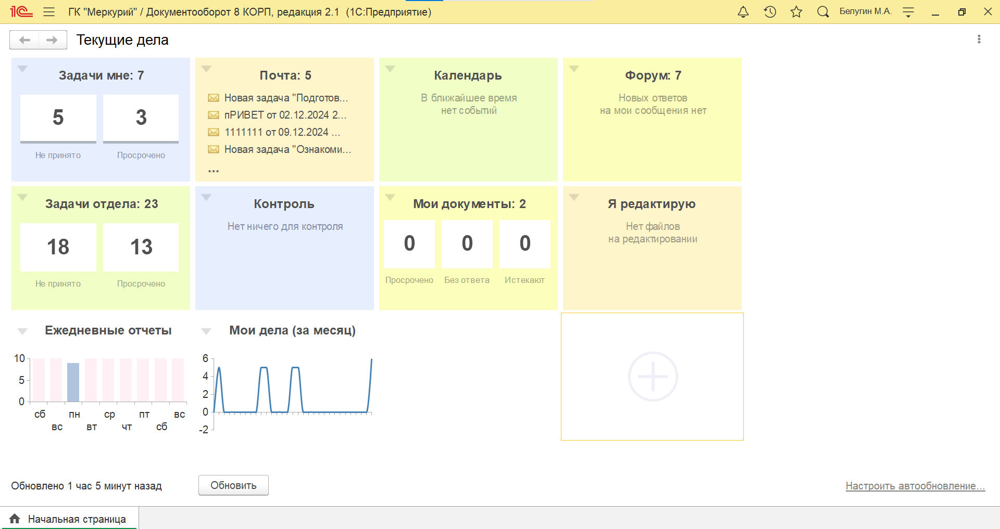 1С ГК "Меркурий" / Документооборот 8 КОРП, редакция 2.1 (1С:Предприятие) Белугин М.А.
Текущие дела
Задачи мне: 7
5 3
Не принято Просрочено
Почта: 5
Новая задача "Подготов...
пРИВЕТ от 02.12.2024 2...
1111111 от 09.12.2024 ...
Новая задача "Ознакоми...
...
Календарь
В ближайшее время
нет событий
Форум: 7
Новых ответов
на мои сообщения нет
Задачи отдела: 23
18 13
Не принято Просрочено
Контроль
Нет ничего для контроля
Мои документы: 2
0 0 0
Просрочено Без ответа Истекают
Я редактирую
Нет файлов
на редактировании
Ежедневные отчеты
10
5
0
сб пн ср пт вс
вс вт чт сб
Мои дела (за месяц)
6
4
2
0
-2
Обновлено 1 час 5 минут назад
Обновить
Настроить автообновление...
Начальная страница